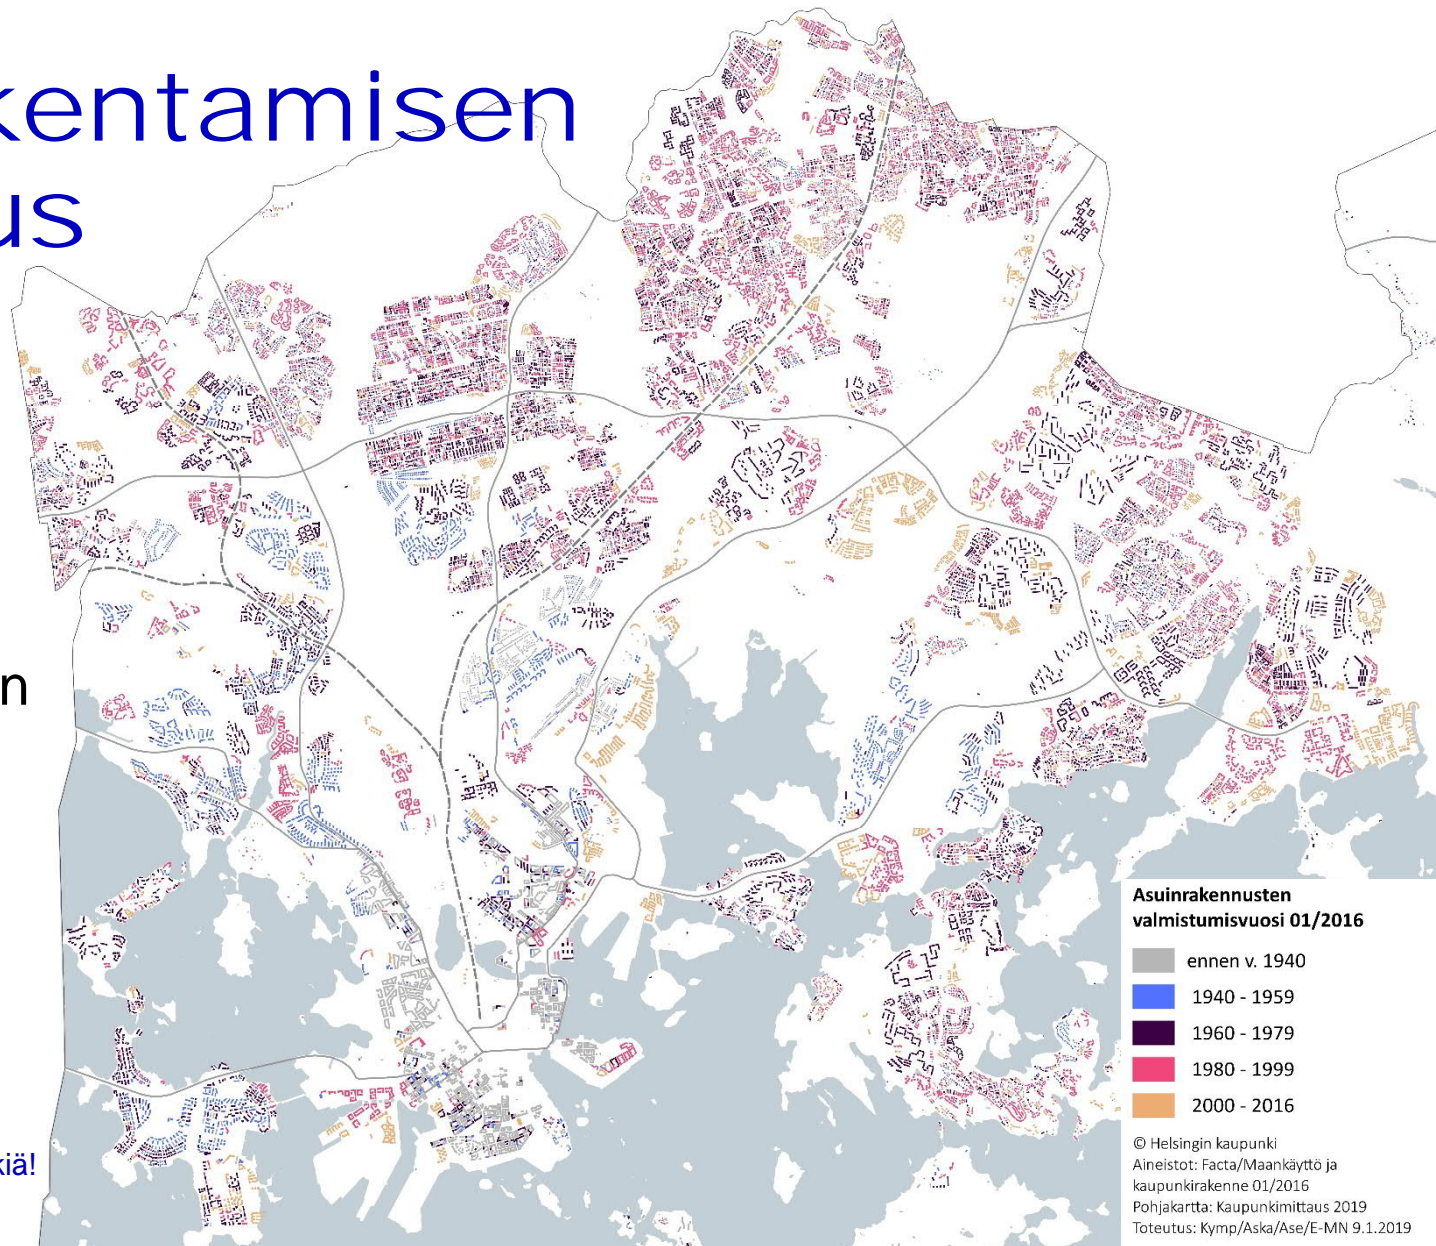 kentamisen
us
n
kiä!
Asuinrakennusten
valmistumisvuosi 01/2016
ennen v. 1940
1940 - 1959
1960 - 1979
1980 - 1999
2000 - 2016
© Helsingin kaupunki
Aineistot: Facta/Maankäyttö ja
kaupunkirakenne 01/2016
Pohjakartta: Kaupunkimittaus 2019
Toteutus: Kymp/Aska/Ase/E-MN 9.1.2019